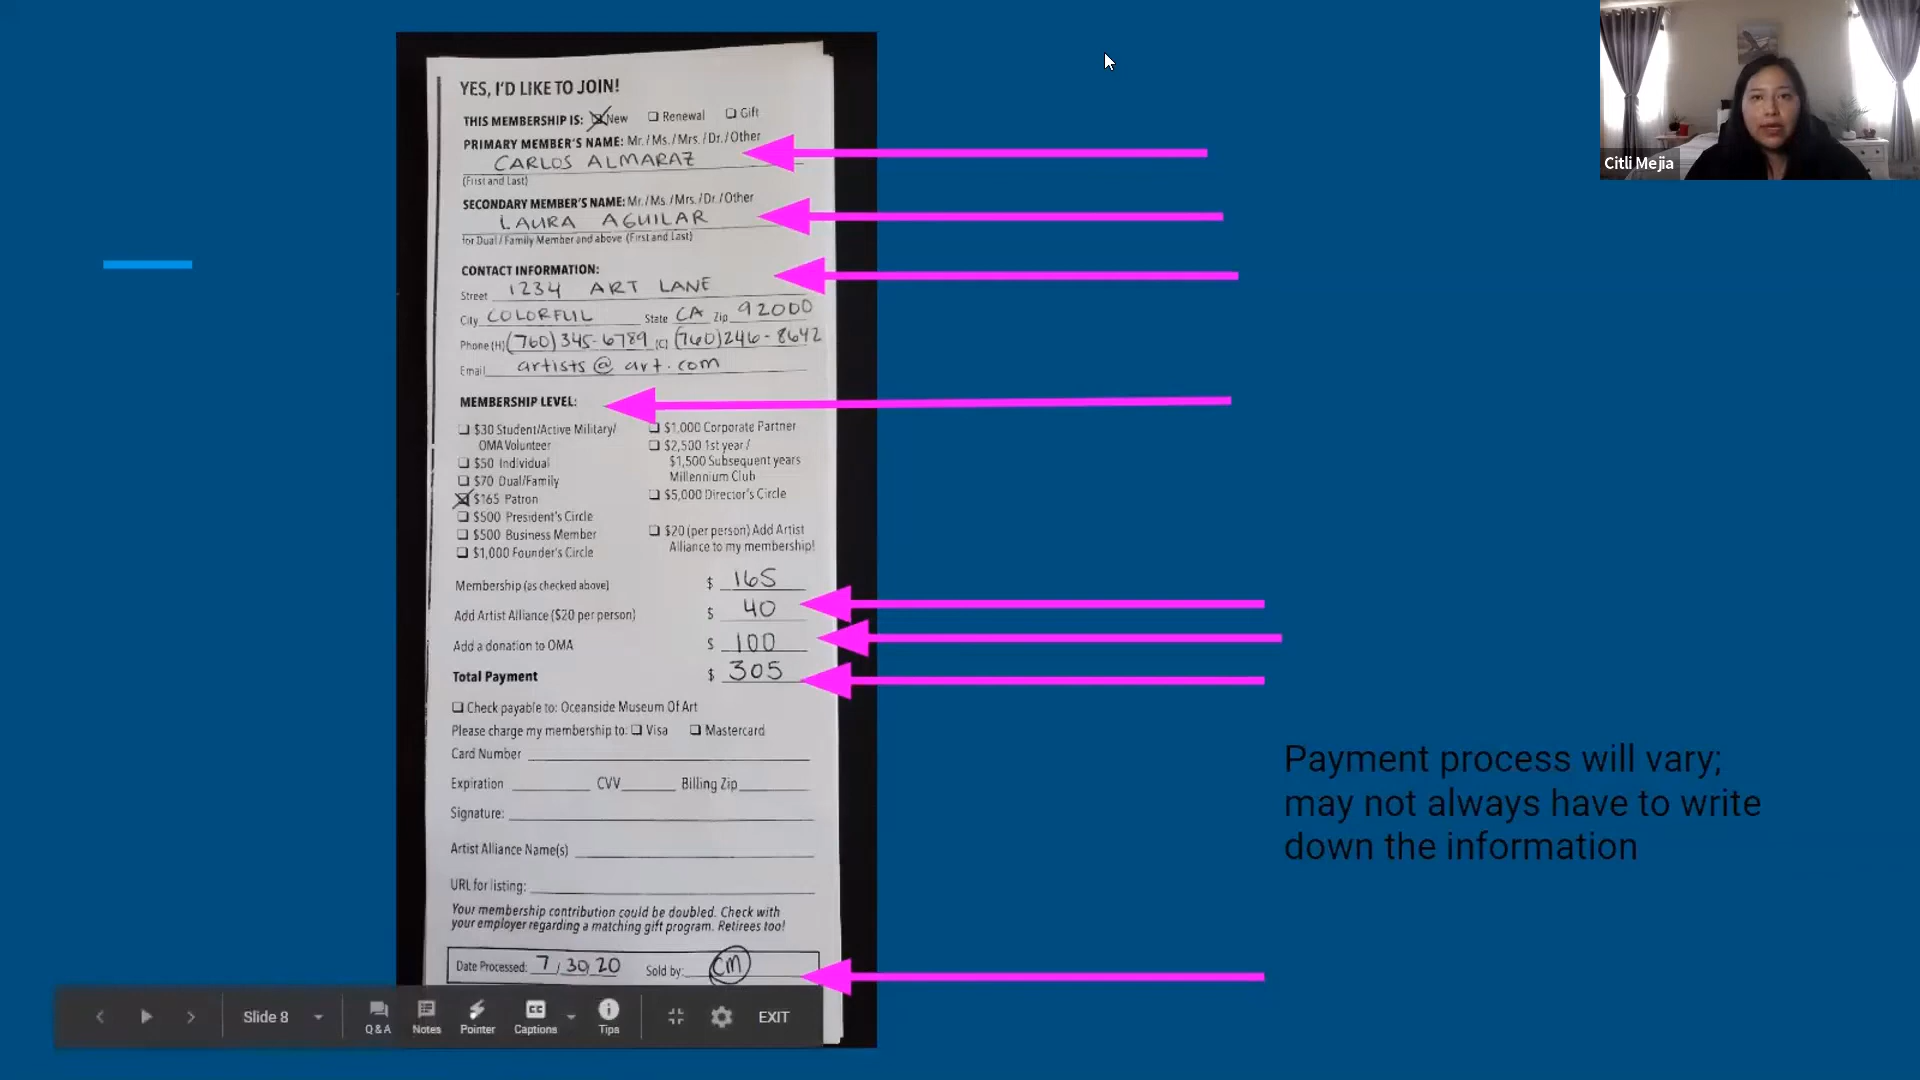 YES, I'D LIKE TO JOIN!
THIS MEMBERSHIP IS: New Renewal Gift
PRIMARY MEMBER'S NAME: Mr./Ms./Mrs./Dr./Other
CARLOS ALMARAZ
(First and Last)
SECONDARY MEMBER'S NAME: Mr./Ms./Mrs./Dr./Other
LAURA AGUILAR
for Dual/Family Member and above (First and Last)
CONTACT INFORMATION:
Street 1234 ART LANE
City COLORFUL State CA Zip 92000
Phone (H) (760) 345-6789 (C) (760) 246-8642
Email artists@art.com
MEMBERSHIP LEVEL:
$30 Student/Active Military/
OMA Volunteer
$50 Individual
$70 Dual/Family
$165 Patron
$500 President's Circle
$500 Business Member
$1,000 Founder's Circle
$1,000 Corporate Partner
$2,500 1st year /
$1,500 Subsequent years
Millennium Club
$5,000 Director's Circle
$20 (per person) Add Artist
Alliance to my membership!
Membership (as checked above) $ 165
Add Artist Alliance ($20 per person) $ 40
Add a donation to OMA $ 100
Total Payment $ 305
Check payable to: Oceanside Museum Of Art
Please charge my membership to: Visa Mastercard
Card Number
Expiration CVV Billing Zip
Signature:
Artist Alliance Name(s)
URL for listing:
Your membership contribution could be doubled. Check with
your employer regarding a matching gift program. Retirees too!
Date Processed: 7/30/20 Sold by: CM
Payment process will vary;
may not always have to write
down the information
Citli Mejia
Slide 8
Q & A
Notes
Pointer
CC
Captions
Tips
EXIT